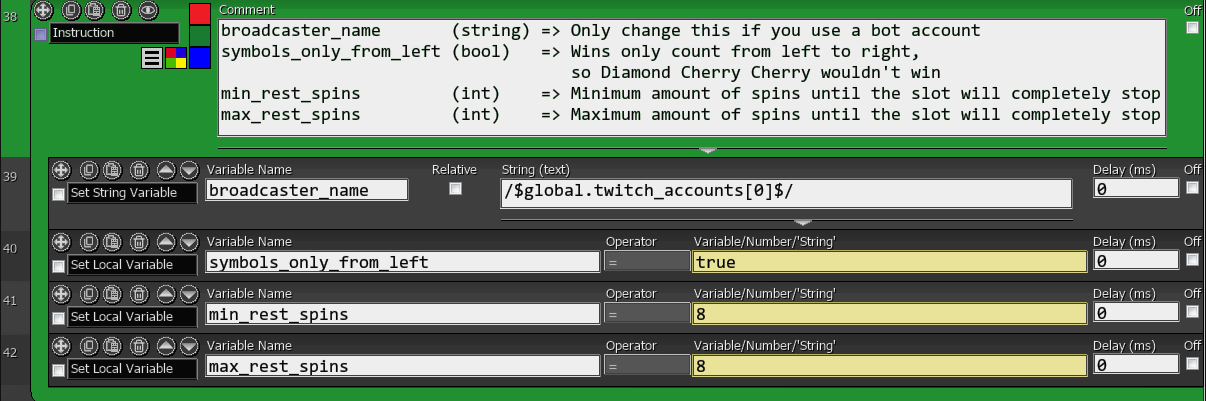 38
Comment
Off
Instruction
broadcaster_name (string) => Only change this if you use a bot account
symbols_only_from_left (bool) => Wins only count from left to right,
so Diamond Cherry Cherry wouldn't win
min_rest_spins (int) => Minimum amount of spins until the slot will completely stop
max_rest_spins (int) => Maximum amount of spins until the slot will completely stop
39
Variable Name Relative String (text) Delay (ms) Off
Set String Variable broadcaster_name /$global.twitch_accounts[0]$/ 0
40
Variable Name Operator Variable/Number/'String' Delay (ms) Off
Set Local Variable symbols_only_from_left = true 0
41
Variable Name Operator Variable/Number/'String' Delay (ms) Off
Set Local Variable min_rest_spins = 8 0
42
Variable Name Operator Variable/Number/'String' Delay (ms) Off
Set Local Variable max_rest_spins = 8 0